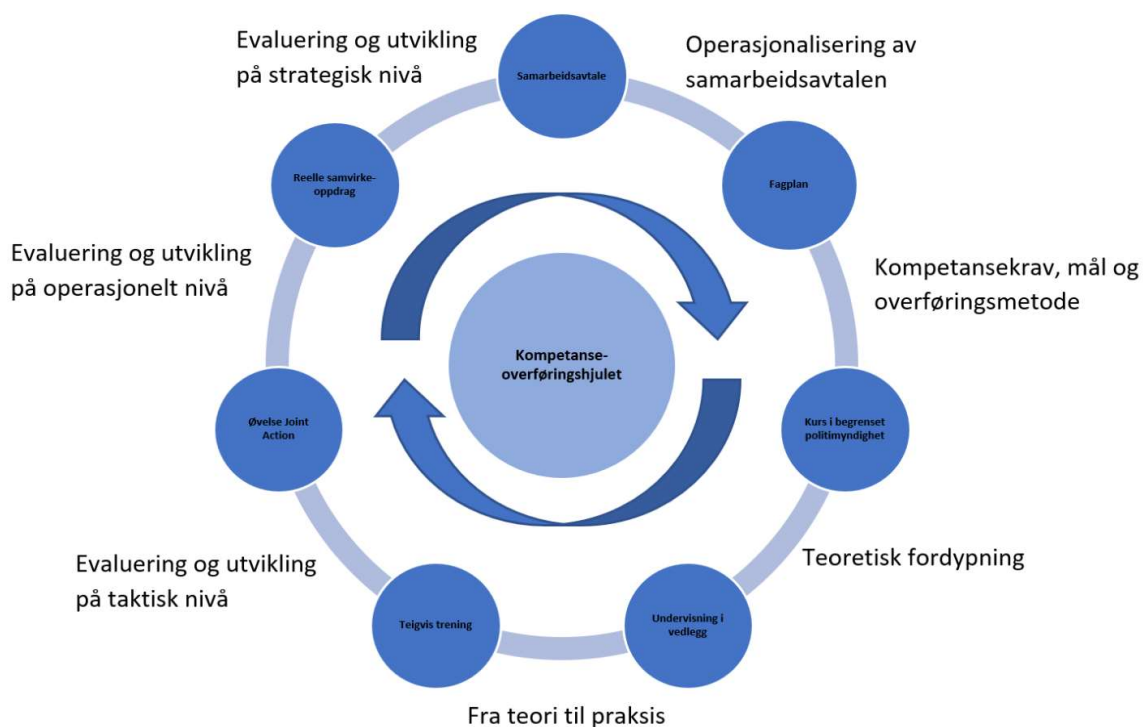 Evaluering og utvikling
på strategisk nivå
Samarbeidsavtale
Operasjonalisering av
samarbeidsavtalen
Reelle samvirke-
oppdrag
Fagplan
Evaluering og utvikling
på operasjonelt nivå
Kompetansekrav, mål og
overføringsmetode
Kompetanse-
overføringshjulet
Øvelse Joint
Action
Kurs i begrenset
politimyndighet
Evaluering og utvikling
på taktisk nivå
Teoretisk fordypning
Teigvis trening
Undervisning i
vedlegg
Fra teori til praksis